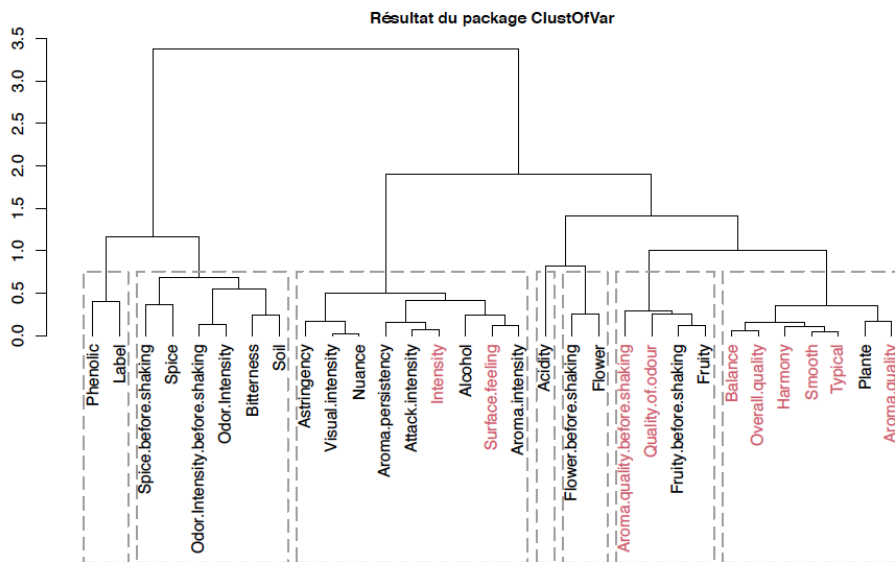 Résultat du package ClustOfVar
3.5
3.0
2.5
2.0
1.5
1.0
0.5
0.0
Phenolic
Label
Spice.before.shaking
Spice
Odor.Intensity.before.shaking
Odor.Intensity
Bitterness
Soil
Astringency
Visual.intensity
Nuance
Aroma.persistency
Attack.intensity
Intensity
Alcohol
Surface.feeling
Aroma.intensity
Acidity
Flower.before.shaking
Flower
Aroma.quality.before.shaking
Quality.of.odour
Fruity.before.shaking
Fruity
Balance
Overall.quality
Harmony
Smooth
Typical
Plante
Aroma.quality